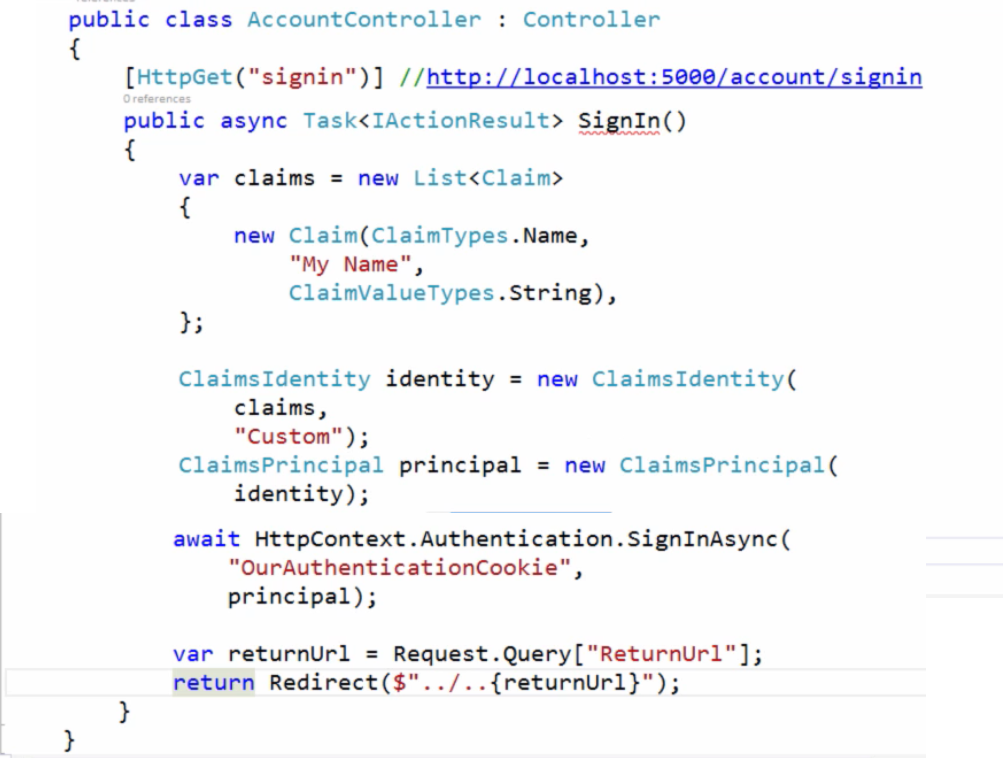 public class AccountController : Controller
{
[HttpGet("signin")] //http://localhost:5000/account/signin
0 references
public async Task<IActionResult> SignIn()
{
var claims = new List<Claim>
{
new Claim(ClaimTypes.Name,
"My Name",
ClaimValueTypes.String),
};
ClaimsIdentity identity = new ClaimsIdentity(
claims,
"Custom");
ClaimsPrincipal principal = new ClaimsPrincipal(
identity);
await HttpContext.Authentication.SignInAsync(
"OurAuthenticationCookie",
principal);
var returnUrl = Request.Query["ReturnUrl"];
return Redirect($"../..{returnUrl}");
}
}